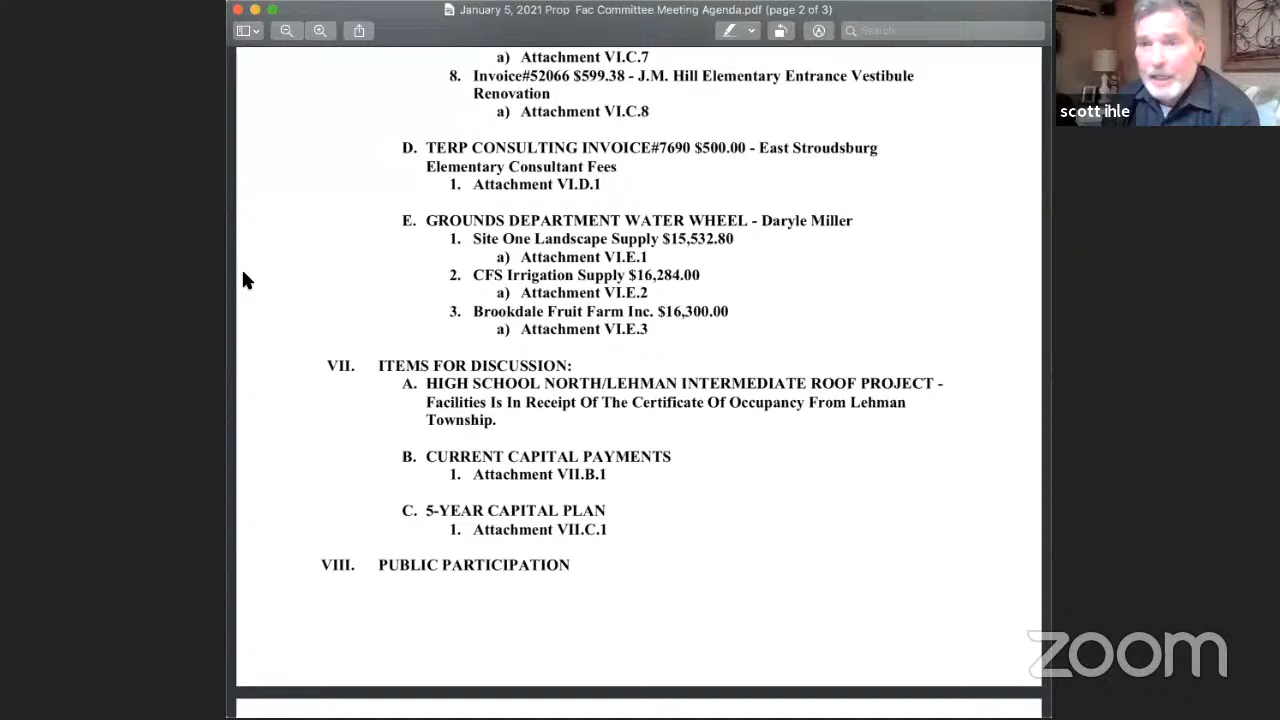 January 5, 2021 Prop Fac Committee Meeting Agenda.pdf (page 2 of 3)
Search
a) Attachment VI.C.7
8. Invoice#52066 $599.38 - J.M. Hill Elementary Entrance Vestibule
Renovation
a) Attachment VI.C.8
D. TERP CONSULTING INVOICE#7690 $500.00 - East Stroudsburg
Elementary Consultant Fees
1. Attachment VI.D.1
E. GROUNDS DEPARTMENT WATER WHEEL - Daryle Miller
1. Site One Landscape Supply $15,532.80
a) Attachment VI.E.1
2. CFS Irrigation Supply $16,284.00
a) Attachment VI.E.2
3. Brookdale Fruit Farm Inc. $16,300.00
a) Attachment VI.E.3
VII. ITEMS FOR DISCUSSION:
A. HIGH SCHOOL NORTH/LEHMAN INTERMEDIATE ROOF PROJECT -
Facilities Is In Receipt Of The Certificate Of Occupancy From Lehman
Township.
B. CURRENT CAPITAL PAYMENTS
1. Attachment VII.B.1
C. 5-YEAR CAPITAL PLAN
1. Attachment VII.C.1
VIII. PUBLIC PARTICIPATION
scott ihle
zoom